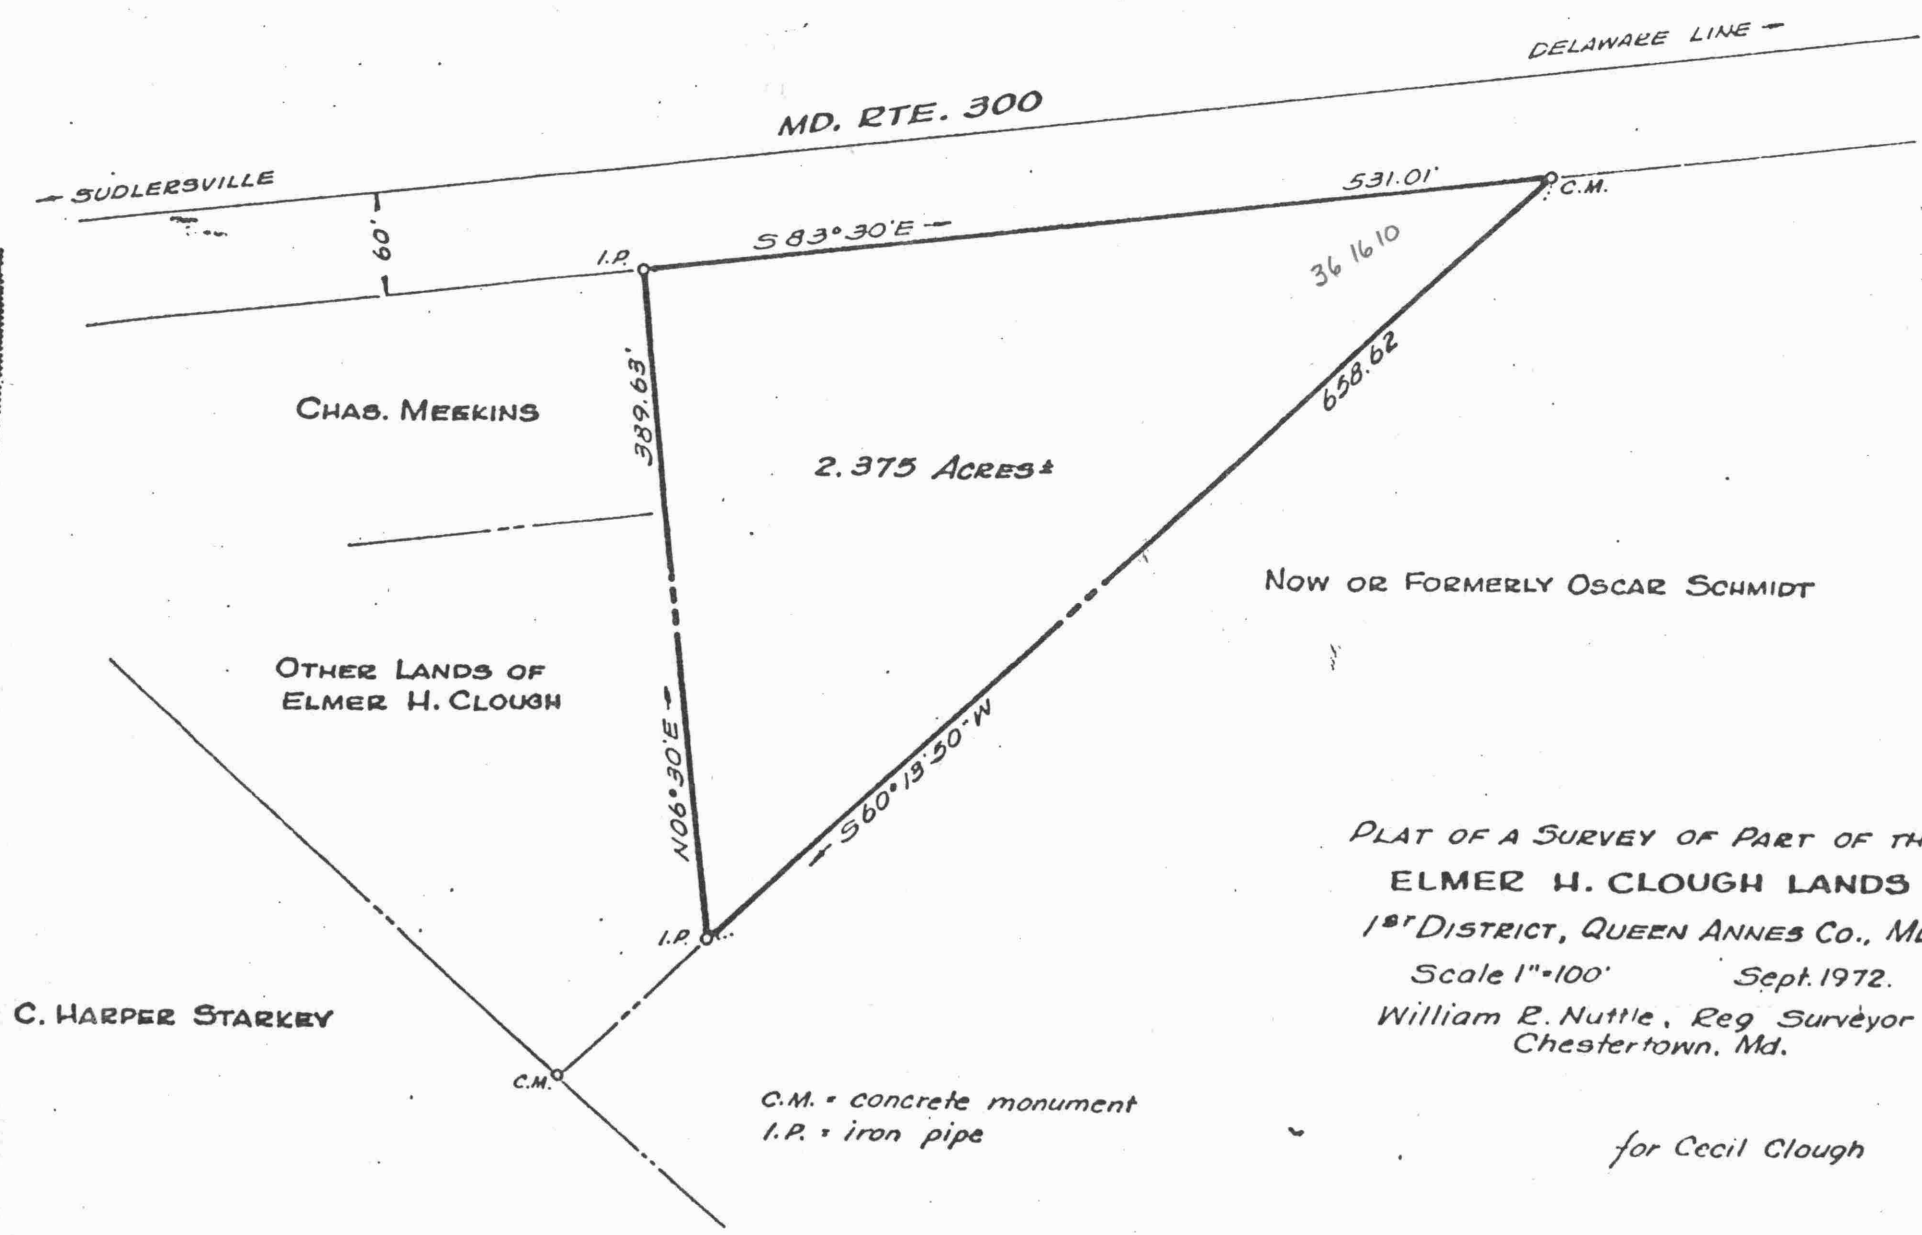 DELAWARE LINE →
MD. RTE. 300
← SUDLERSVILLE
531.01'
C.M.
S 83° 30' E →
60'
I.P.
36 16 10
389.63'
658.62
CHAS. MEEKINS
2.375 ACRES ±
NOW OR FORMERLY OSCAR SCHMIDT
OTHER LANDS OF
ELMER H. CLOUGH
N06° 30' E →
← S 60° 13' 50" W
I.P.
PLAT OF A SURVEY OF PART OF TH
ELMER H. CLOUGH LANDS
1ST DISTRICT, QUEEN ANNES CO., MD
Scale 1" = 100' Sept. 1972.
William R. Nuttle, Reg Surveyor
Chestertown, Md.
C. HARPER STARKEY
C.M.
C.M. = concrete monument
I.P. = iron pipe
for Cecil Clough